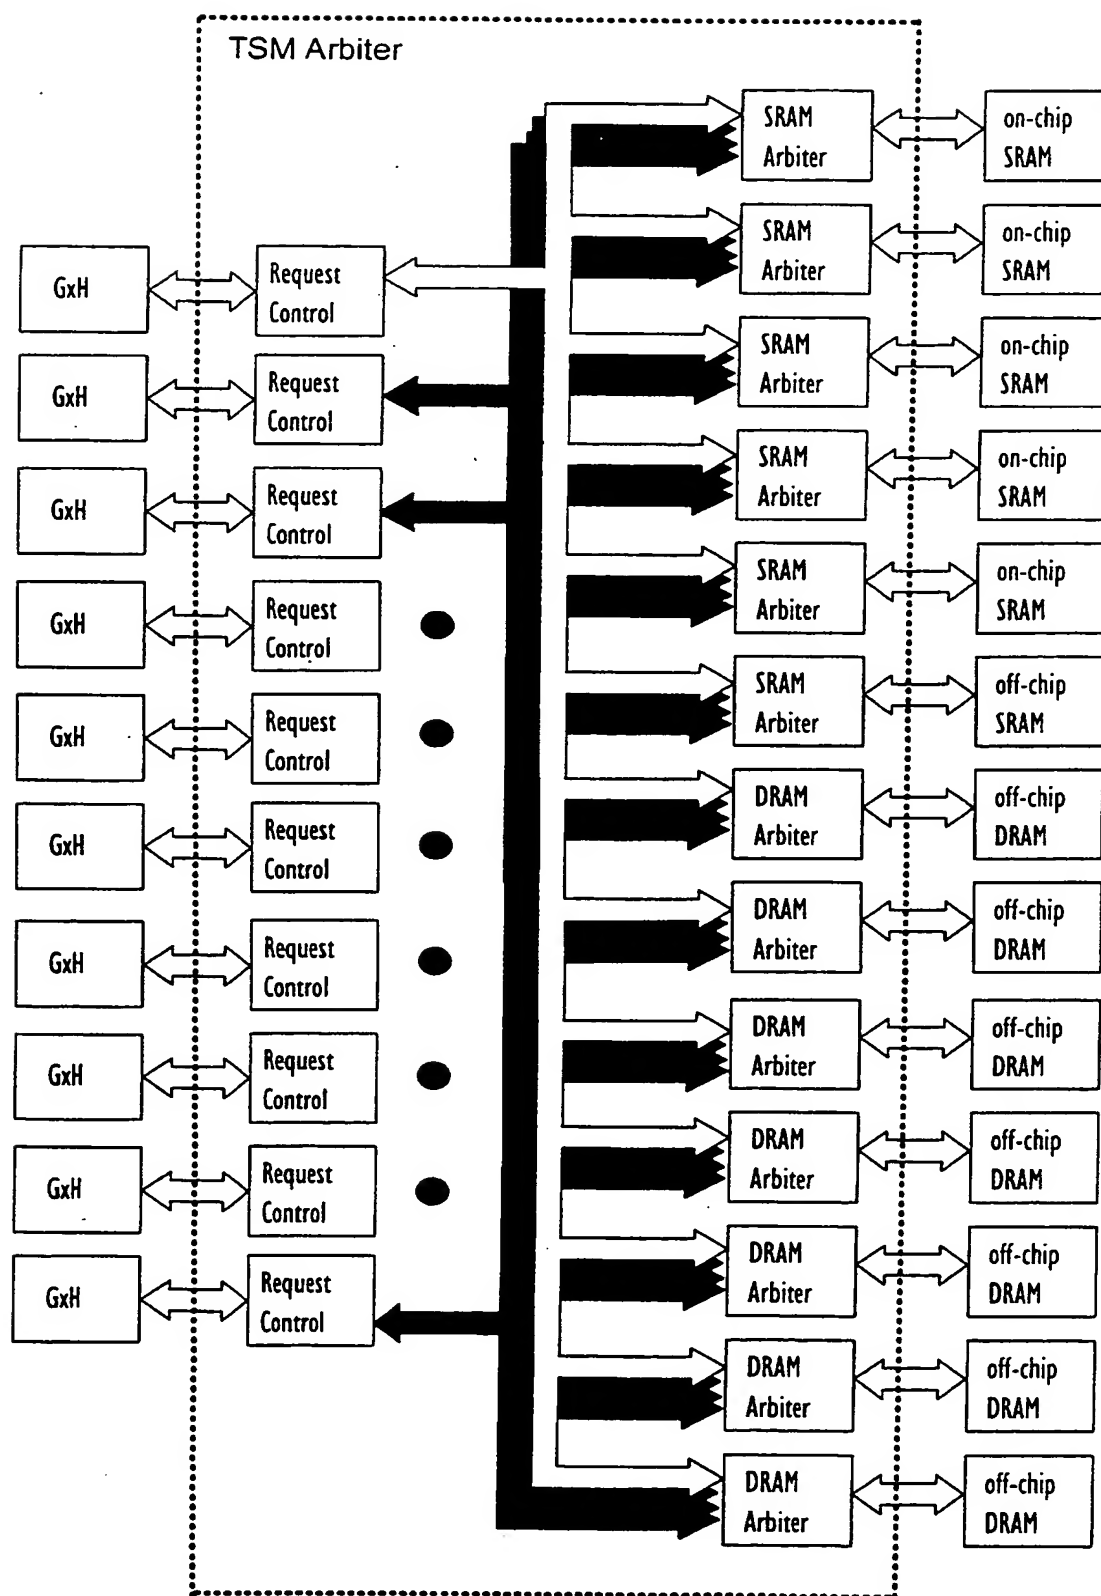 TSM Arbiter
SRAM
Arbiter
on-chip
SRAM
SRAM
Arbiter
on-chip
SRAM
GxH
Request
Control
SRAM
Arbiter
on-chip
SRAM
GxH
Request
Control
SRAM
Arbiter
on-chip
SRAM
GxH
Request
Control
SRAM
Arbiter
on-chip
SRAM
GxH
Request
Control
SRAM
Arbiter
off-chip
SRAM
GxH
Request
Control
DRAM
Arbiter
off-chip
DRAM
GxH
Request
Control
DRAM
Arbiter
off-chip
DRAM
GxH
Request
Control
DRAM
Arbiter
off-chip
DRAM
GxH
Request
Control
DRAM
Arbiter
off-chip
DRAM
GxH
Request
Control
DRAM
Arbiter
off-chip
DRAM
GxH
Request
Control
DRAM
Arbiter
off-chip
DRAM
DRAM
Arbiter
off-chip
DRAM